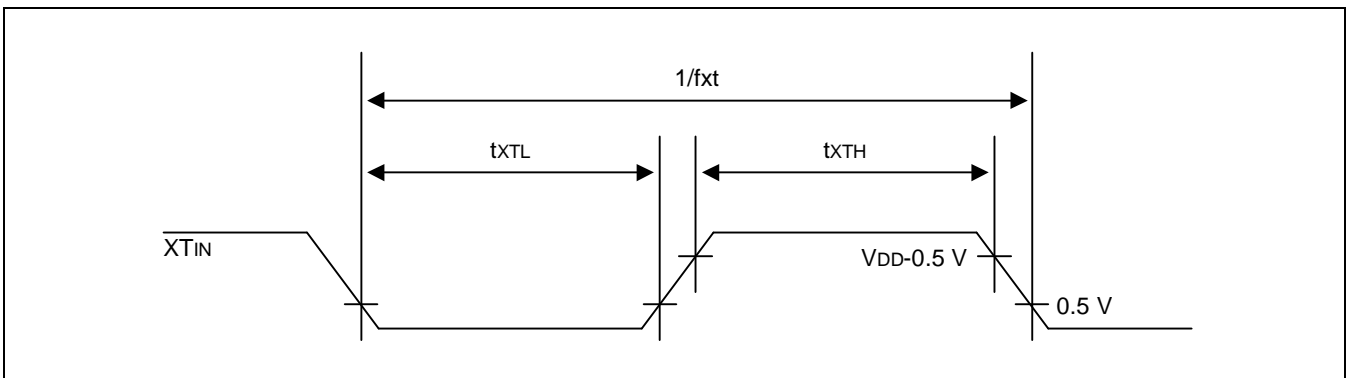 1/fxt
tXTL
tXTH
XTIN
VDD-0.5 V
0.5 V